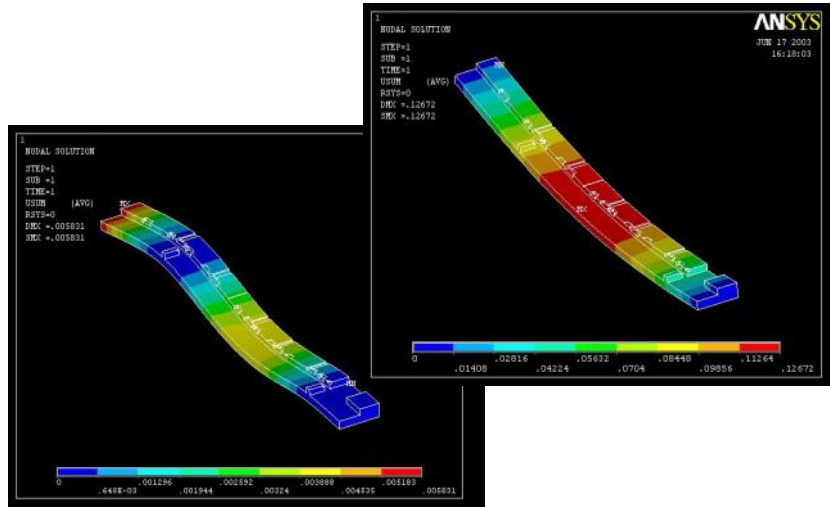 1
NODAL SOLUTION
STEP=1
SUB =1
TIME=1
USUM (AVG)
RSYS=0
DMX =.005831
SMX =.005831
MX
MN
MN
0 .001296 .002592 .003888 .005183
.648E-03 .001944 .00324 .004535 .005831
1
NODAL SOLUTION
STEP=1
SUB =1
TIME=1
USUM (AVG)
RSYS=0
DMX =.12672
SMX =.12672
ANSYS
JUN 17 2003
16:18:03
MN
MX
0 .02816 .05632 .08448 .11264
.01408 .04224 .0704 .09856 .12672